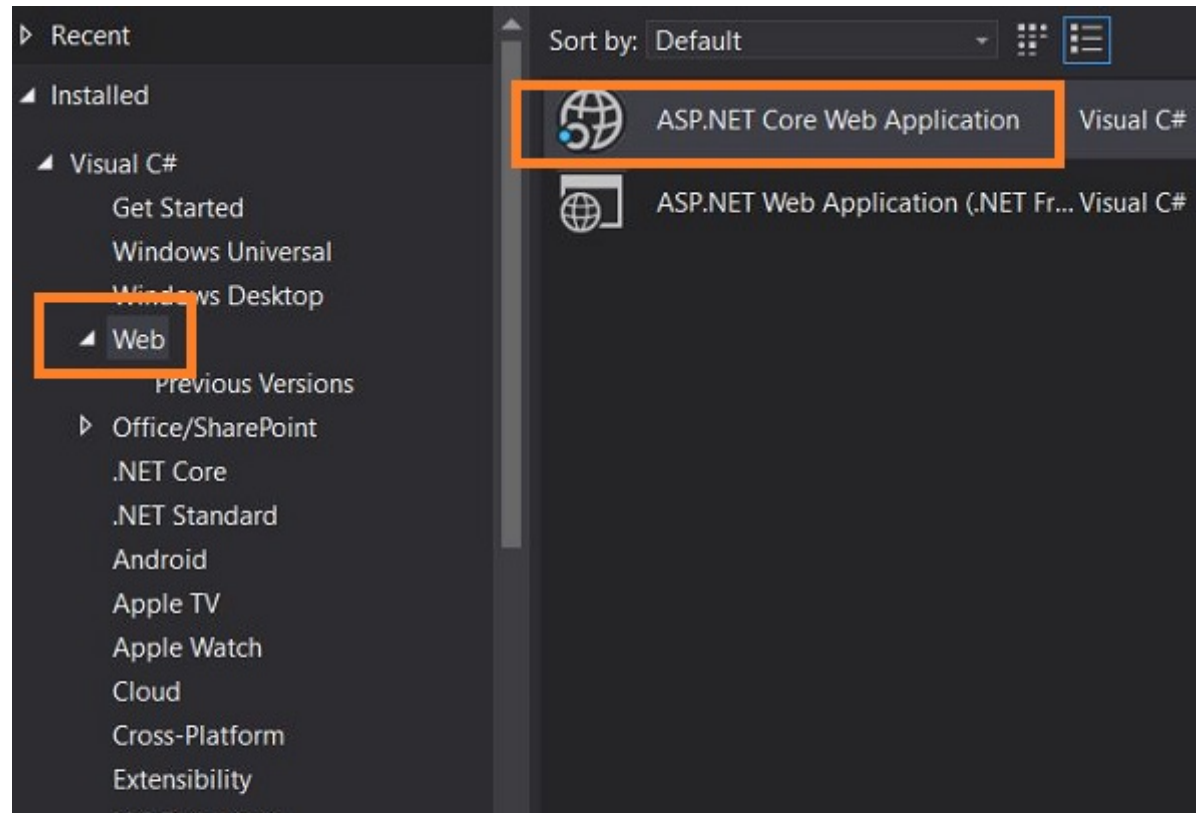 Recent
Installed
Visual C#
Get Started
Windows Universal
Windows Desktop
Web
Previous Versions
Office/SharePoint
.NET Core
.NET Standard
Android
Apple TV
Apple Watch
Cloud
Cross-Platform
Extensibility
Sort by: Default
ASP.NET Core Web Application Visual C#
ASP.NET Web Application (.NET Fr... Visual C#